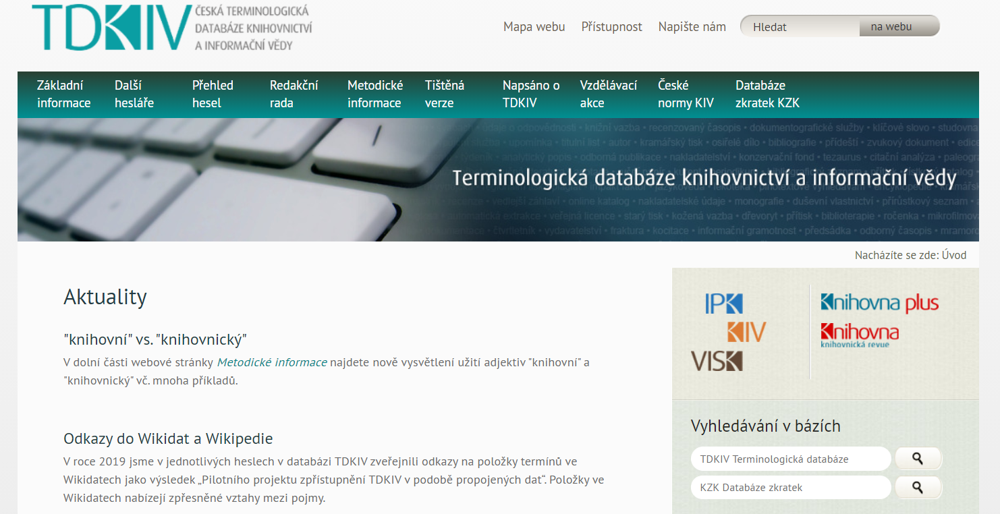 TDKIV
ČESKÁ TERMINOLOGICKÁ
DATABÁZE KNIHOVNICTVÍ
A INFORMAČNÍ VĚDY
Mapa webu Přístupnost Napište nám Hledat na webu
Základní informace
Další hesláře
Přehled hesel
Redakční rada
Metodické informace
Tištěná verze
Napsáno o TDKIV
Vzdělávací akce
České normy KIV
Databáze zkratek KZK
údaje o odpovědnosti • knižní vazba • recenzovaný časopis • dokumentografické služby • klíčové slovo • studovna
služba • upomínka • titulní list • autor • kramářský tisk • osiřelé dílo • bibliografie • přídeští • zvukový dokument • edice
týdeník • analytický popis • odborná publikace • nakladatelství • konzervační fond • tezaurus • citační analýza • paleogr
Terminologická databáze knihovnictví a informační vědy
recenze • vedlejší záhlaví • online katalog • nakladatelské údaje • monografie • duševní vlastnictví • přírůstkový seznam
automatická extrakce • veřejná licence • starý tisk • kožená vazba • dřevoryt • přítisk • biblioterapie • ročenka • mikrofilmov
čtvrtletník • vydavatelství • fraktura • kocitace • informační gramotnost • předsádka • odborný časopis • mramoro
Nacházíte se zde: Úvod
Aktuality
"knihovní" vs. "knihovnický"
V dolní části webové stránky Metodické informace najdete nově vysvětlení užití adjektiv "knihovní" a
"knihovnický" vč. mnoha příkladů.
Odkazy do Wikidat a Wikipedie
V roce 2019 jsme v jednotlivých heslech v databázi TDKIV zveřejnili odkazy na položky termínů ve
Wikidatech jako výsledek „Pilotního projektu zpřístupnění TDKIV v podobě propojených dat“. Položky ve
Wikidatech nabízejí zpřesněné vztahy mezi pojmy.
IPK
KIV
VISK
Knihovna plus
Knihovna
knihovnická revue
Vyhledávání v bázích
TDKIV Terminologická databáze
KZK Databáze zkratek